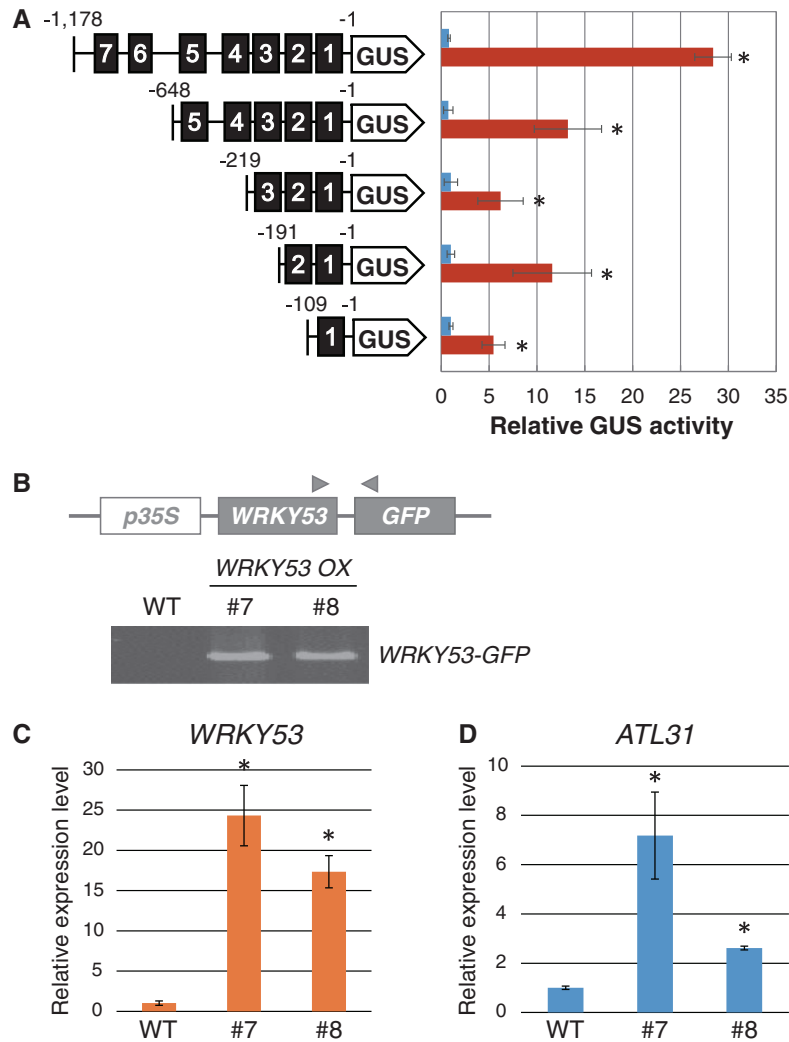 A
-1,178 -1
7 6 5 4 3 2 1 GUS
*
-648 -1
5 4 3 2 1 GUS
*
-219 -1
3 2 1 GUS
*
-191 -1
2 1 GUS
*
-109 -1
1 GUS
*
0 5 10 15 20 25 30 35
Relative GUS activity
B
p35S WRKY53 GFP
WRKY53 OX
WT #7 #8
WRKY53-GFP
C
WRKY53
Relative expression level
30
25
20
15
10
5
0
*
*
WT #7 #8
D
ATL31
Relative expression level
10
8
6
4
2
0
*
*
WT #7 #8